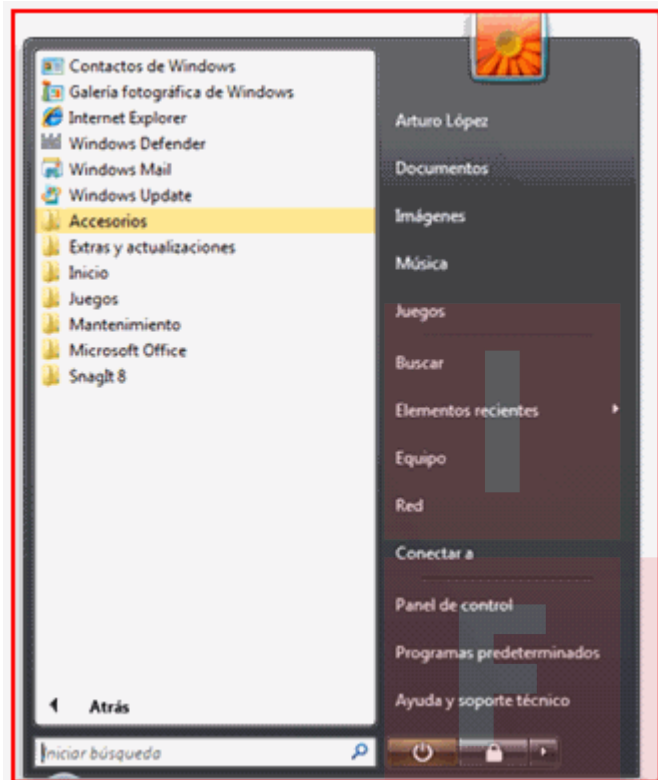 Contactos de Windows
Galería fotográfica de Windows
Internet Explorer
Windows Defender
Windows Mail
Windows Update
Accesorios
Extras y actualizaciones
Inicio
Juegos
Mantenimiento
Microsoft Office
SnagIt 8
Atrás
Iniciar búsqueda
Arturo López
Documentos
Imágenes
Música
Juegos
Buscar
Elementos recientes
Equipo
Red
Conectar a
Panel de control
Programas predeterminados
Ayuda y soporte técnico
I
F